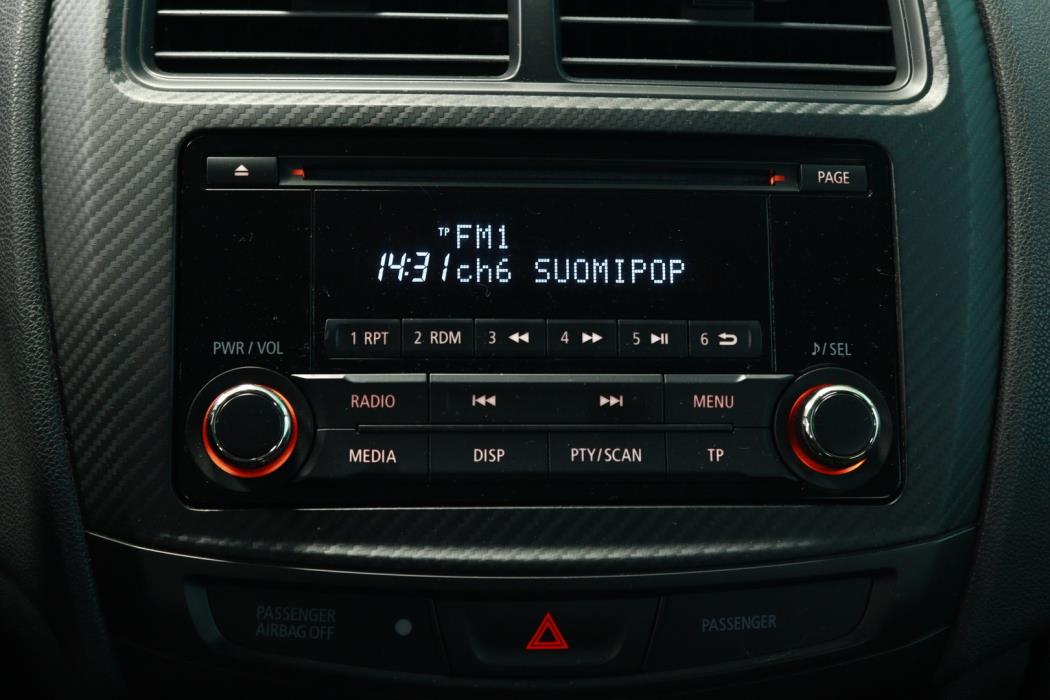 PAGE
TP FM1
14:31 ch6 SUOMIPOP
1 RPT 2 RDM 3 4 5 6
PWR / VOL
/ SEL
RADIO MENU
MEDIA DISP PTY/SCAN TP
PASSENGER
AIRBAG OFF
PASSENGER